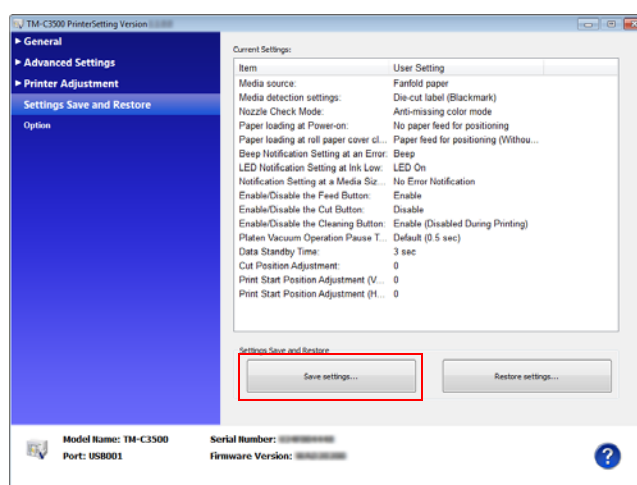 TM-C3500 PrinterSetting Version
General
Advanced Settings
Printer Adjustment
Settings Save and Restore
Option
Current Settings:
Item User Setting
Media source: Fanfold paper
Media detection settings: Die-cut label (Blackmark)
Nozzle Check Mode: Anti-missing color mode
Paper loading at Power-on: No paper feed for positioning
Paper loading at roll paper cover cl... Paper feed for positioning (Withou...
Beep Notification Setting at an Error: Beep
LED Notification Setting at Ink Low: LED On
Notification Setting at a Media Siz... No Error Notification
Enable/Disable the Feed Button: Enable
Enable/Disable the Cut Button: Disable
Enable/Disable the Cleaning Button: Enable (Disabled During Printing)
Platen Vacuum Operation Pause T... Default (0.5 sec)
Data Standby Time: 3 sec
Cut Position Adjustment: 0
Print Start Position Adjustment (V... 0
Print Start Position Adjustment (H... 0
Settings Save and Restore
Save settings... Restore settings...
Model Name: TM-C3500 Serial Number:
Port: USB001 Firmware Version:
?